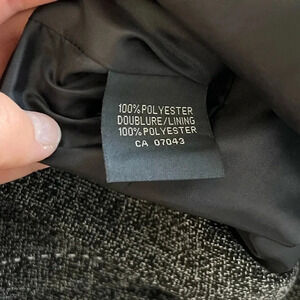 100% POLYESTER
DOUBLURE/LINING
100% POLYESTER
CA 07043